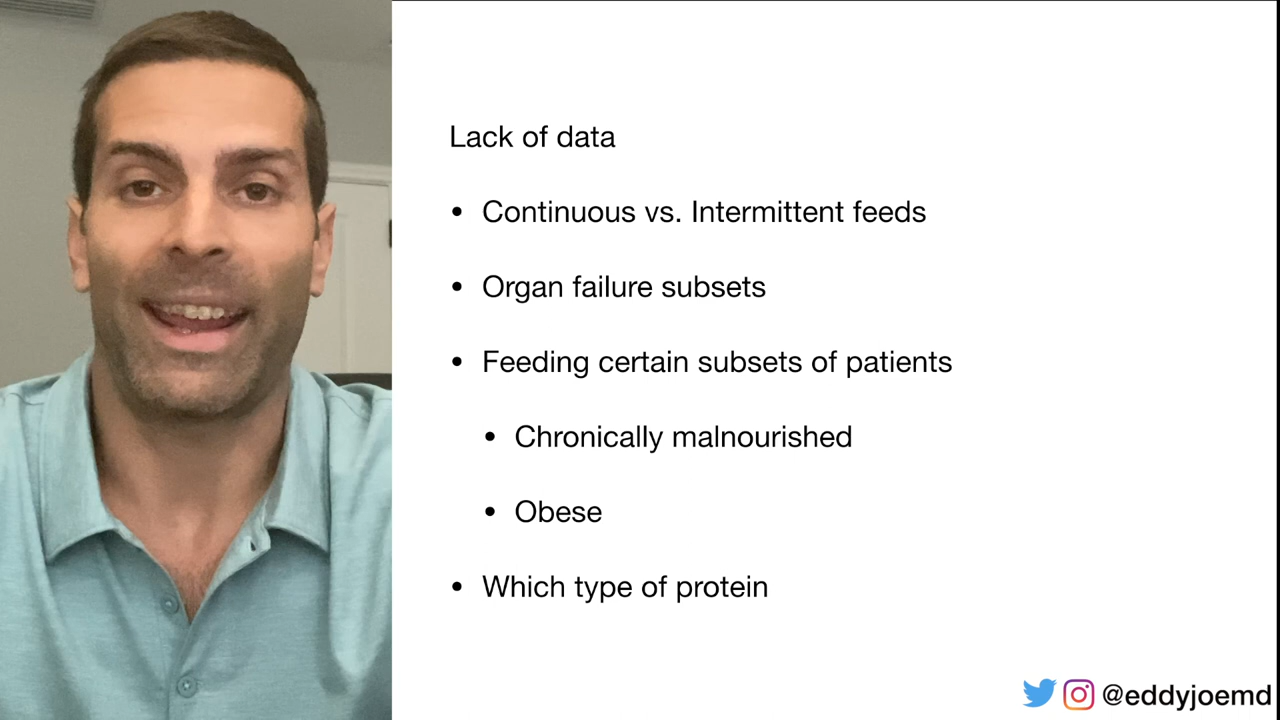 Lack of data
• Continuous vs. Intermittent feeds
• Organ failure subsets
• Feeding certain subsets of patients
• Chronically malnourished
• Obese
• Which type of protein
@eddyjoemd